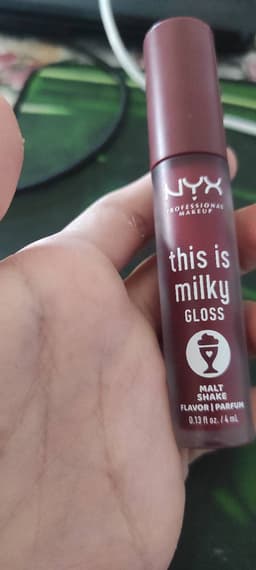 NYX
PROFESSIONAL
MAKEUP
this is
milky
GLOSS
MALT
SHAKE
FLAVOR | PARFUM
0.13 fl oz. / 4 mL